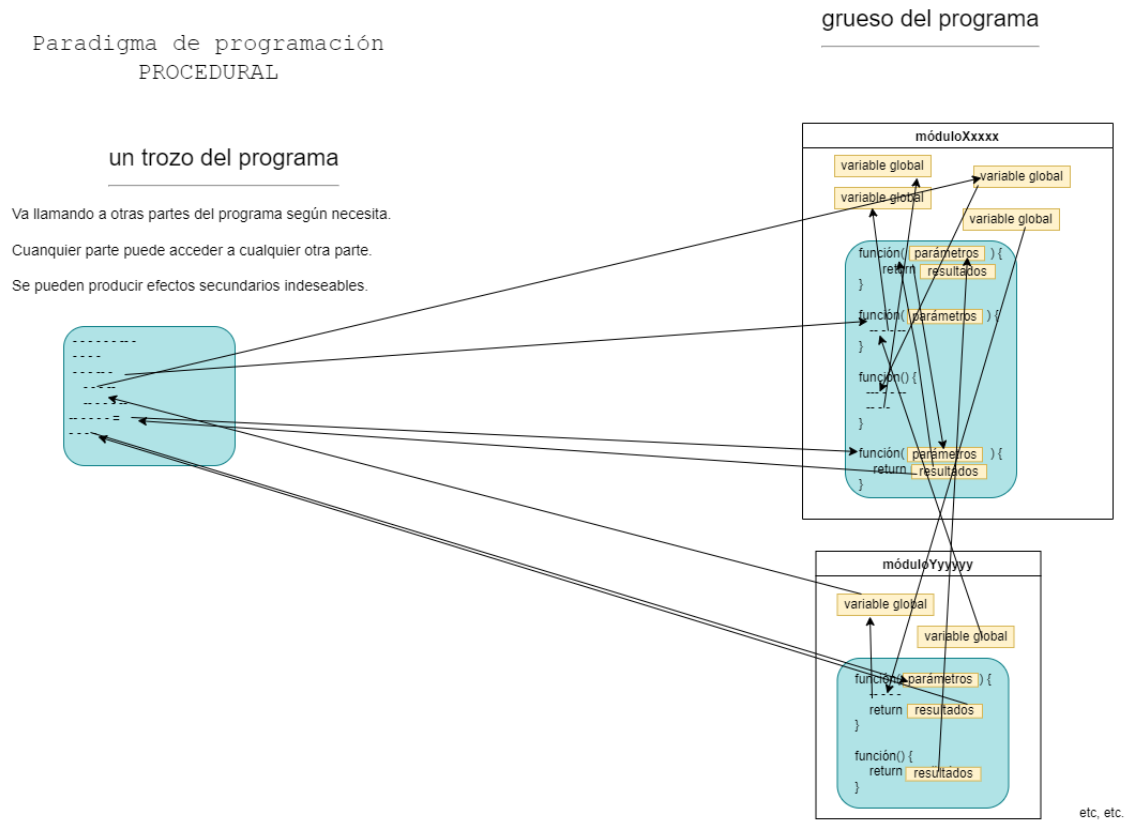 Paradigma de programación
PROCEDURAL
un trozo del programa
Va llamando a otras partes del programa según necesita.
Cuanquier parte puede acceder a cualquier otra parte.
Se pueden producir efectos secundarios indeseables.
- - - - - - -- -
- - - -
- - - -- -
- - -- --
-- - -- --
-- - - - - =
- - - -
grueso del programa
móduloXxxxx
variable global
variable global
variable global
variable global
función( parámetros ) {
return resultados
}
función( parámetros ) {
-- - -- --
}
función() {
--- - -- --
-- -- -
}
función( parámetros ) {
return resultados
}
móduloYyyyyy
variable global
variable global
función( parámetros ) {
-- -- - -
return resultados
}
función() {
return resultados
}
etc, etc.